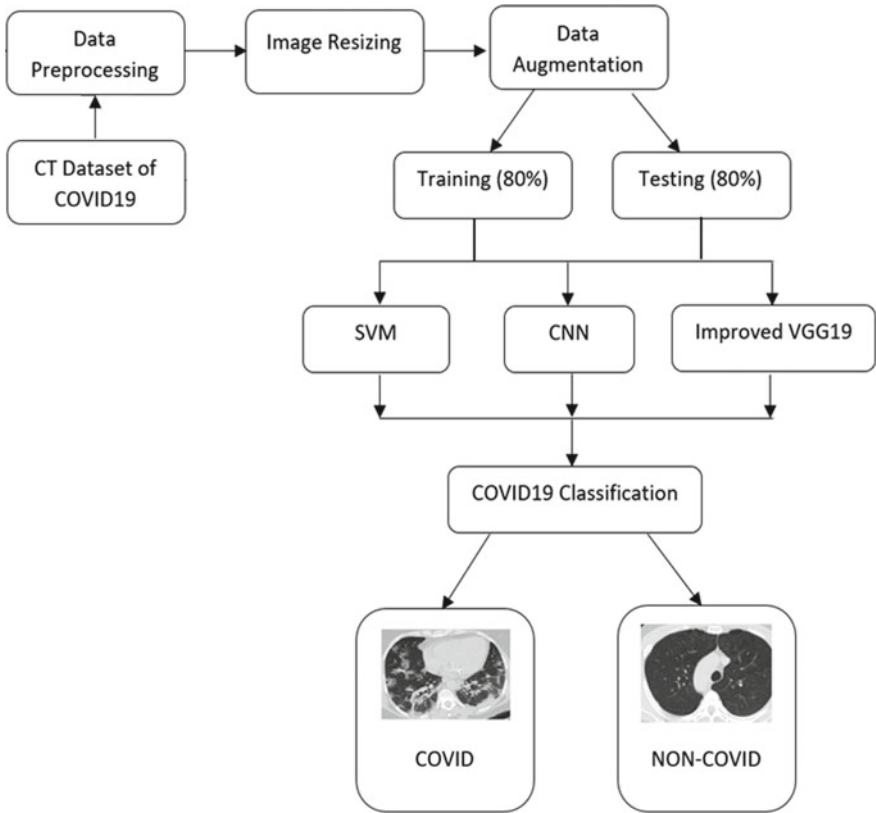 Data
Preprocessing
Image Resizing
Data
Augmentation
CT Dataset of
COVID19
Training (80%)
Testing (80%)
SVM
CNN
Improved VGG19
COVID19 Classification
COVID
NON-COVID